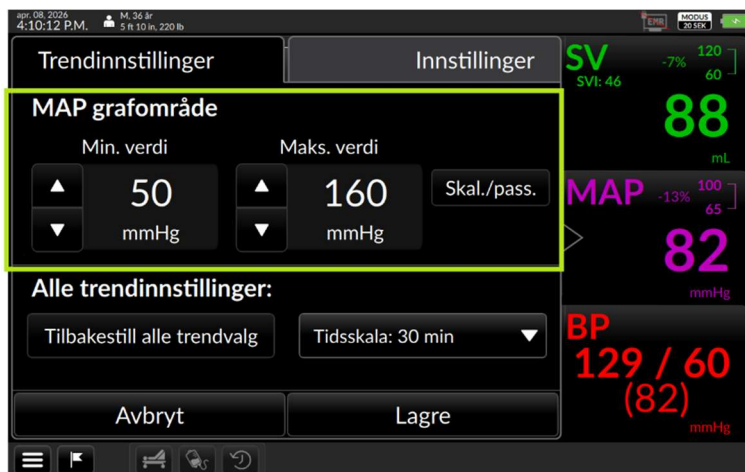 apr. 08, 2026
4:10:12 P.M.
M, 36 år
5 ft 10 in, 220 lb
EMR
MODUS
20 SEK
Trendinnstillinger
Innstillinger
MAP grafområde
Min. verdi
Maks. verdi
50
mmHg
160
mmHg
Skal./pass.
Alle trendinnstillinger:
Tilbakestill alle trendvalg
Tidsskala: 30 min
Avbryt
Lagre
SV
SVI: 46
-7%
120
60
88
mL
MAP
-13%
100
65
82
mmHg
BP
129 / 60
(82)
mmHg